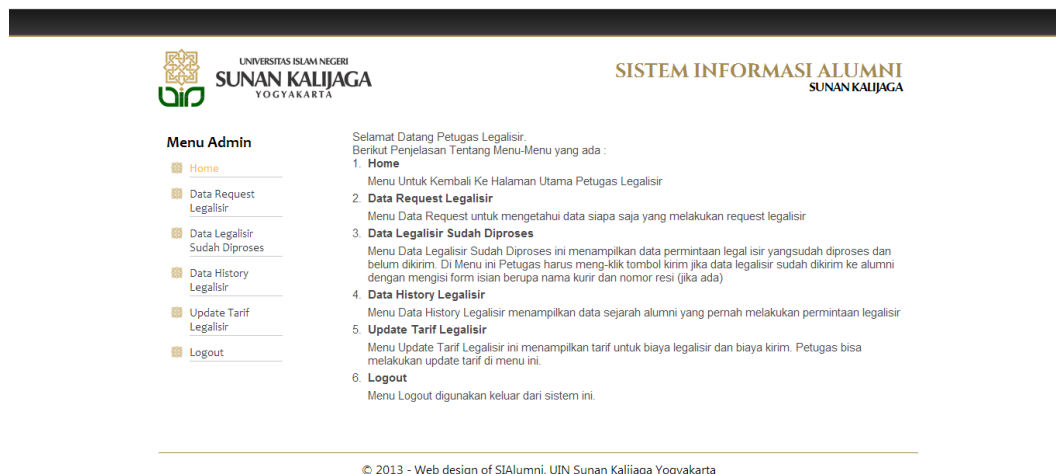 UNIVERSITAS ISLAM NEGERI
SUNAN KALIJAGA
YOGYAKARTA
SISTEM INFORMASI ALUMNI
SUNAN KALIJAGA
Menu Admin
Home
Data Request
Legalisir
Data Legalisir
Sudah Diproses
Data History
Legalisir
Update Tarif
Legalisir
Logout
Selamat Datang Petugas Legalisir.
Berikut Penjelasan Tentang Menu-Menu yang ada :
1. Home
Menu Untuk Kembali Ke Halaman Utama Petugas Legalisir
2. Data Request Legalisir
Menu Data Request untuk mengetahui data siapa saja yang melakukan request legalisir
3. Data Legalisir Sudah Diproses
Menu Data Legalisir Sudah Diproses ini menampilkan data permintaan legal isir yangsudah diproses dan
belum dikirim. Di Menu ini Petugas harus meng-klik tombol kirim jika data legalisir sudah dikirim ke alumni
dengan mengisi form isian berupa nama kurir dan nomor resi (jika ada)
4. Data History Legalisir
Menu Data History Legalisir menampilkan data sejarah alumni yang pernah melakukan permintaan legalisir
5. Update Tarif Legalisir
Menu Update Tarif Legalisir ini menampilkan tarif untuk biaya legalisir dan biaya kirim. Petugas bisa
melakukan update tarif di menu ini.
6. Logout
Menu Logout digunakan keluar dari sistem ini.
© 2013 - Web design of SIAlumni, UIN Sunan Kalijaga Yogyakarta